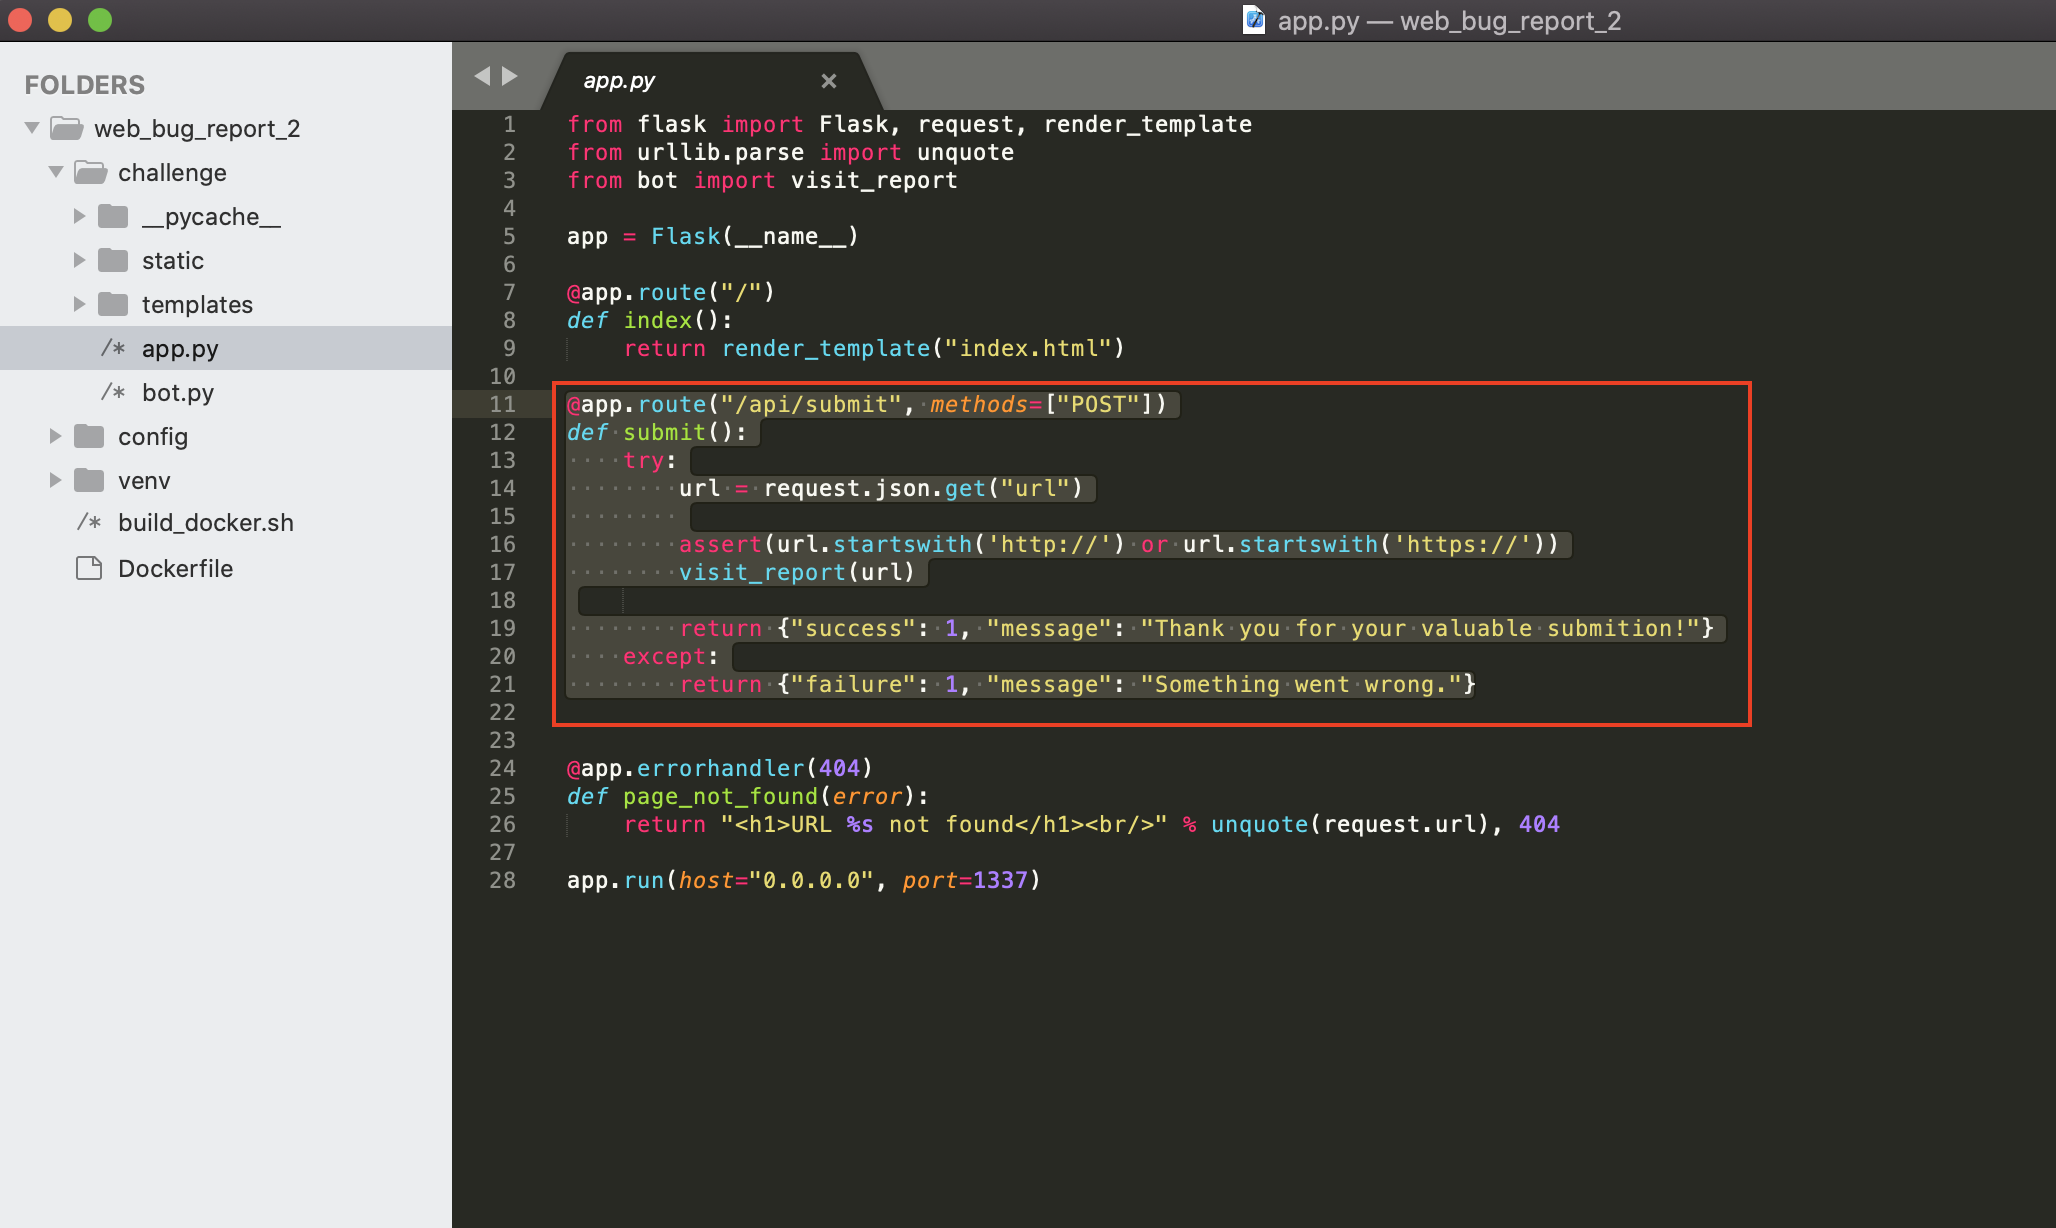 app.py — web_bug_report_2
FOLDERS
web_bug_report_2
challenge
__pycache__
static
templates
/* app.py
/* bot.py
config
venv
/* build_docker.sh
Dockerfile
app.py ×
1 from flask import Flask, request, render_template
2 from urllib.parse import unquote
3 from bot import visit_report
4
5 app = Flask(__name__)
6
7 @app.route("/")
8 def index():
9     return render_template("index.html")
10
11 @app.route("/api/submit", methods=["POST"])
12 def submit():
13     try:
14         url = request.json.get("url")
15
16         assert(url.startswith('http://') or url.startswith('https://'))
17         visit_report(url)
18
19         return {"success": 1, "message": "Thank you for your valuable submition!"}
20     except:
21         return {"failure": 1, "message": "Something went wrong."}
22
23
24 @app.errorhandler(404)
25 def page_not_found(error):
26     return "<h1>URL %s not found</h1><br/>" % unquote(request.url), 404
27
28 app.run(host="0.0.0.0", port=1337)